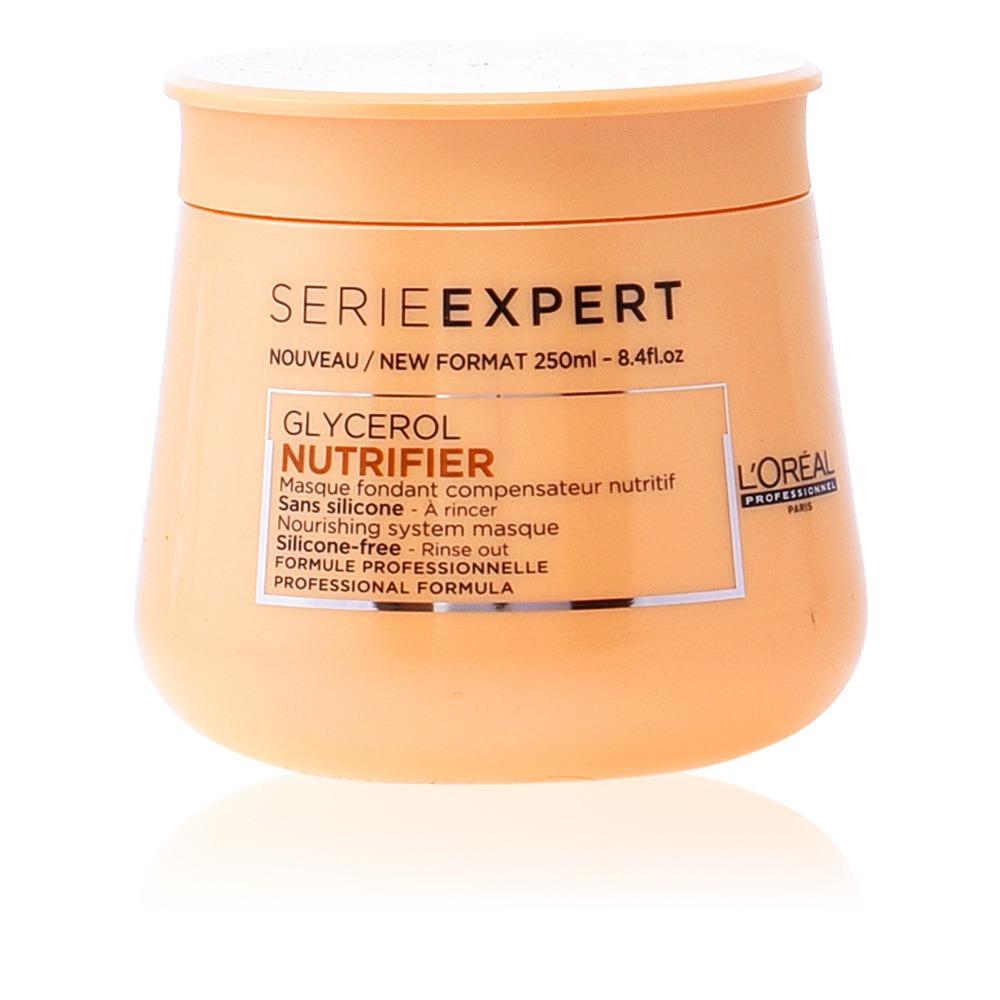 SERIEEXPERT
NOUVEAU / NEW FORMAT 250ml - 8.4fl.oz
GLYCEROL
NUTRIFIER
Masque fondant compensateur nutritif
Sans silicone - À rincer
Nourishing system masque
Silicone-free - Rinse out
FORMULE PROFESSIONNELLE
PROFESSIONAL FORMULA
L'ORÉAL
PROFESSIONNEL
PARIS